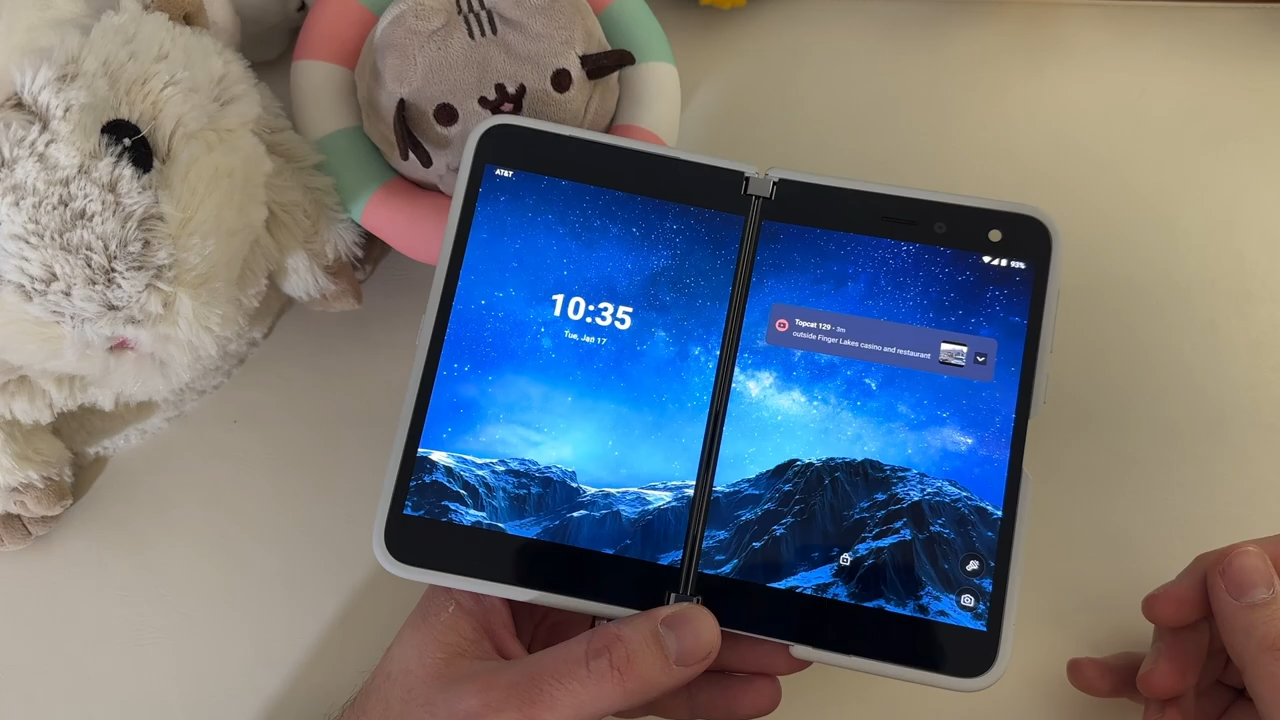 AT&T
10:35
Tue, Jan 17
93%
Topcat 129 • 3m
outside Finger Lakes casino and restaurant